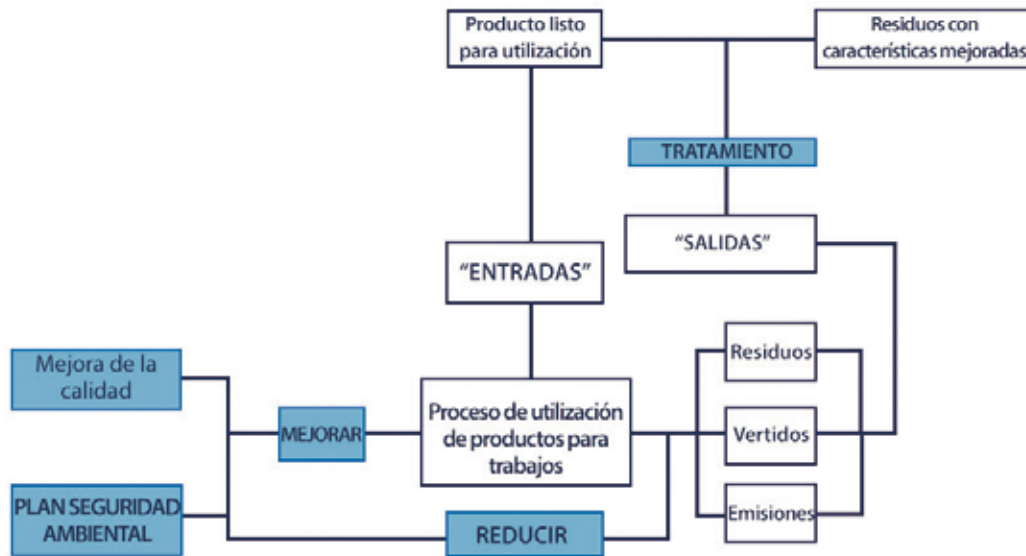 Producto listo
para utilización
Residuos con
características mejoradas
TRATAMIENTO
“SALIDAS”
“ENTRADAS”
Mejora de la
calidad
MEJORAR
Proceso de utilización
de productos para
trabajos
Residuos
Vertidos
Emisiones
PLAN SEGURIDAD
AMBIENTAL
REDUCIR